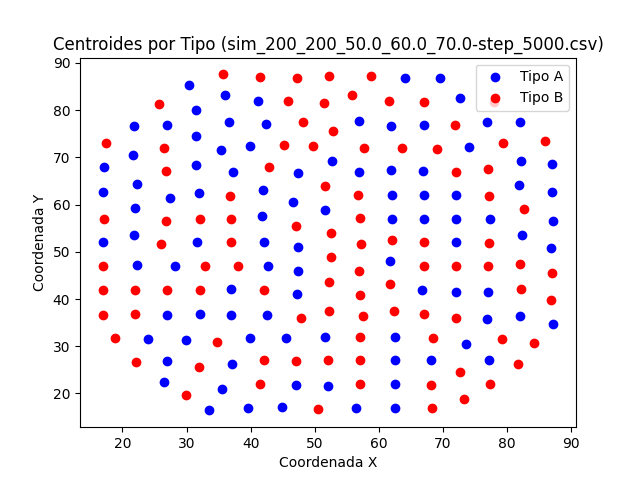 Centroides por Tipo (sim_200_200_50.0_60.0_70.0-step_5000.csv)
Tipo A
Tipo B
Coordenada Y
90
80
70
60
50
40
30
20
20 30 40 50 60 70 80 90
Coordenada X